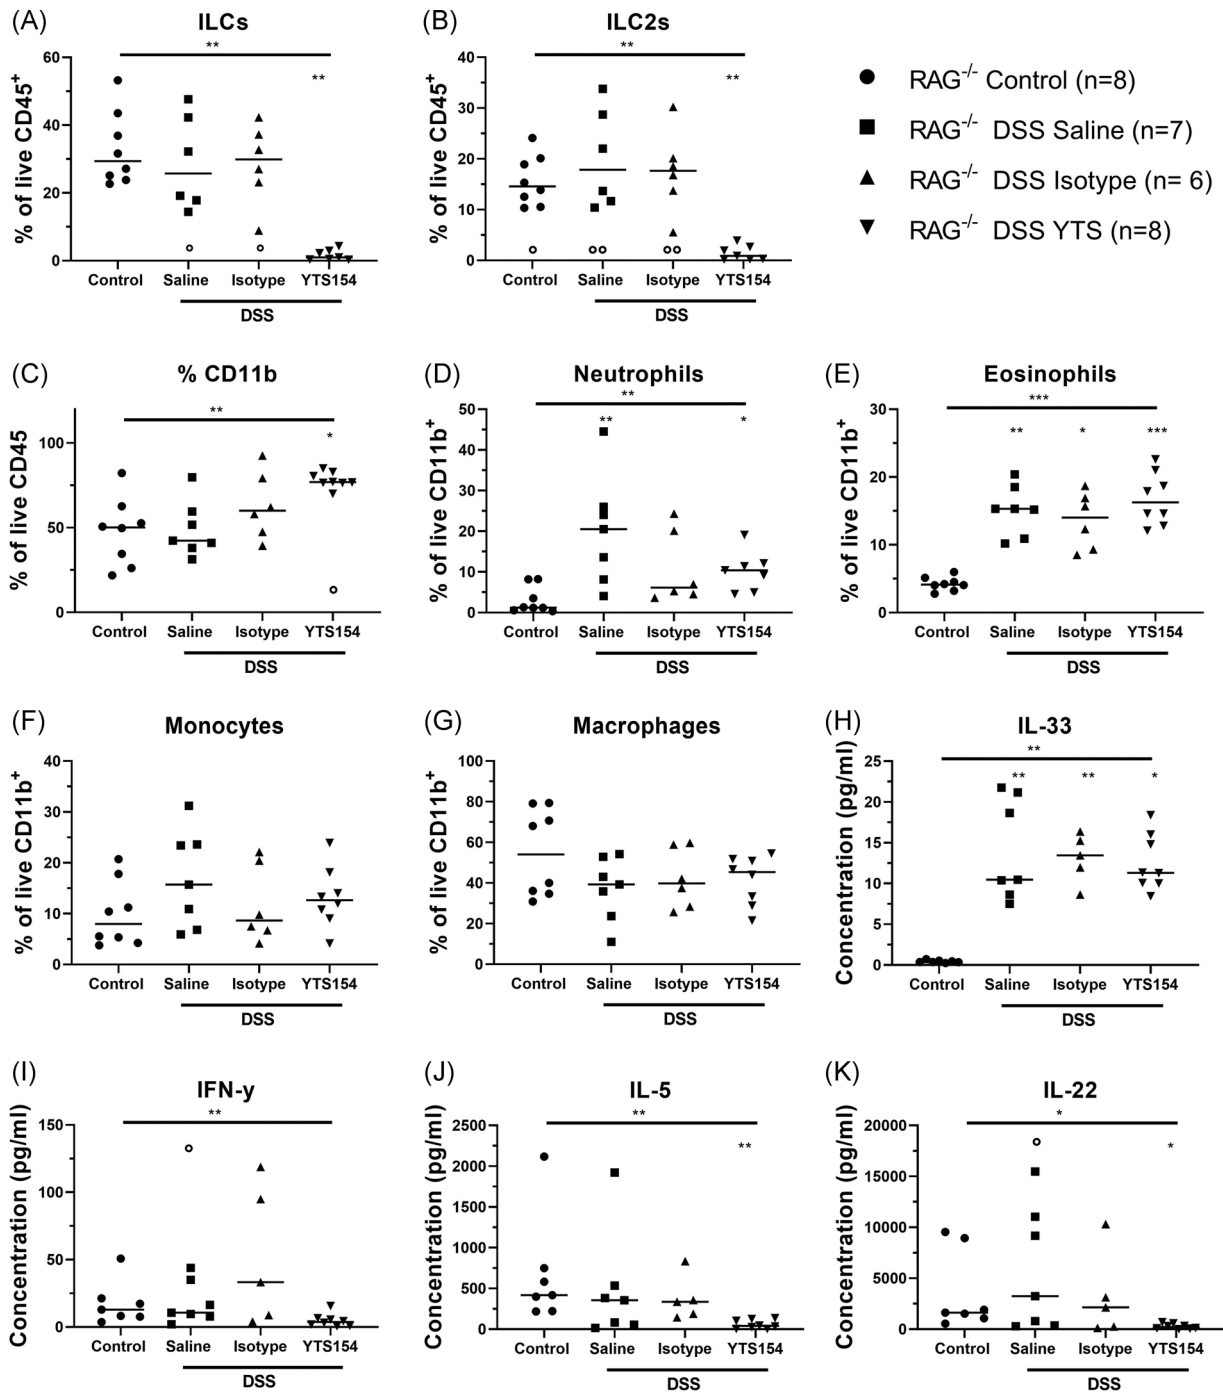 (A)
ILCs
**
**
% of live CD45+
60
40
20
0
Control Saline Isotype YTS154
DSS
(B)
ILC2s
**
**
% of live CD45+
40
30
20
10
0
Control Saline Isotype YTS154
DSS
RAG-/- Control (n=8)
RAG-/- DSS Saline (n=7)
RAG-/- DSS Isotype (n= 6)
RAG-/- DSS YTS (n=8)
(C)
% CD11b
**
*
% of live CD45
100
50
0
Control Saline Isotype YTS154
DSS
(D)
Neutrophils
**
** *
% of live CD11b+
50
40
30
20
10
0
Control Saline Isotype YTS154
DSS
(E)
Eosinophils
***
** * ***
% of live CD11b+
30
20
10
0
Control Saline Isotype YTS154
DSS
(F)
Monocytes
% of live CD11b+
40
30
20
10
0
Control Saline Isotype YTS154
DSS
(G)
Macrophages
% of live CD11b+
100
80
60
40
20
0
Control Saline Isotype YTS154
DSS
(H)
IL-33
**
** ** *
Concentration (pg/ml)
25
20
15
10
5
0
Control Saline Isotype YTS154
DSS
(I)
IFN-y
**
Concentration (pg/ml)
150
100
50
0
Control Saline Isotype YTS154
DSS
(J)
IL-5
**
**
Concentration (pg/ml)
2500
2000
1500
1000
500
0
Control Saline Isotype YTS154
DSS
(K)
IL-22
*
*
Concentration (pg/ml)
20000
15000
10000
5000
0
Control Saline Isotype YTS154
DSS